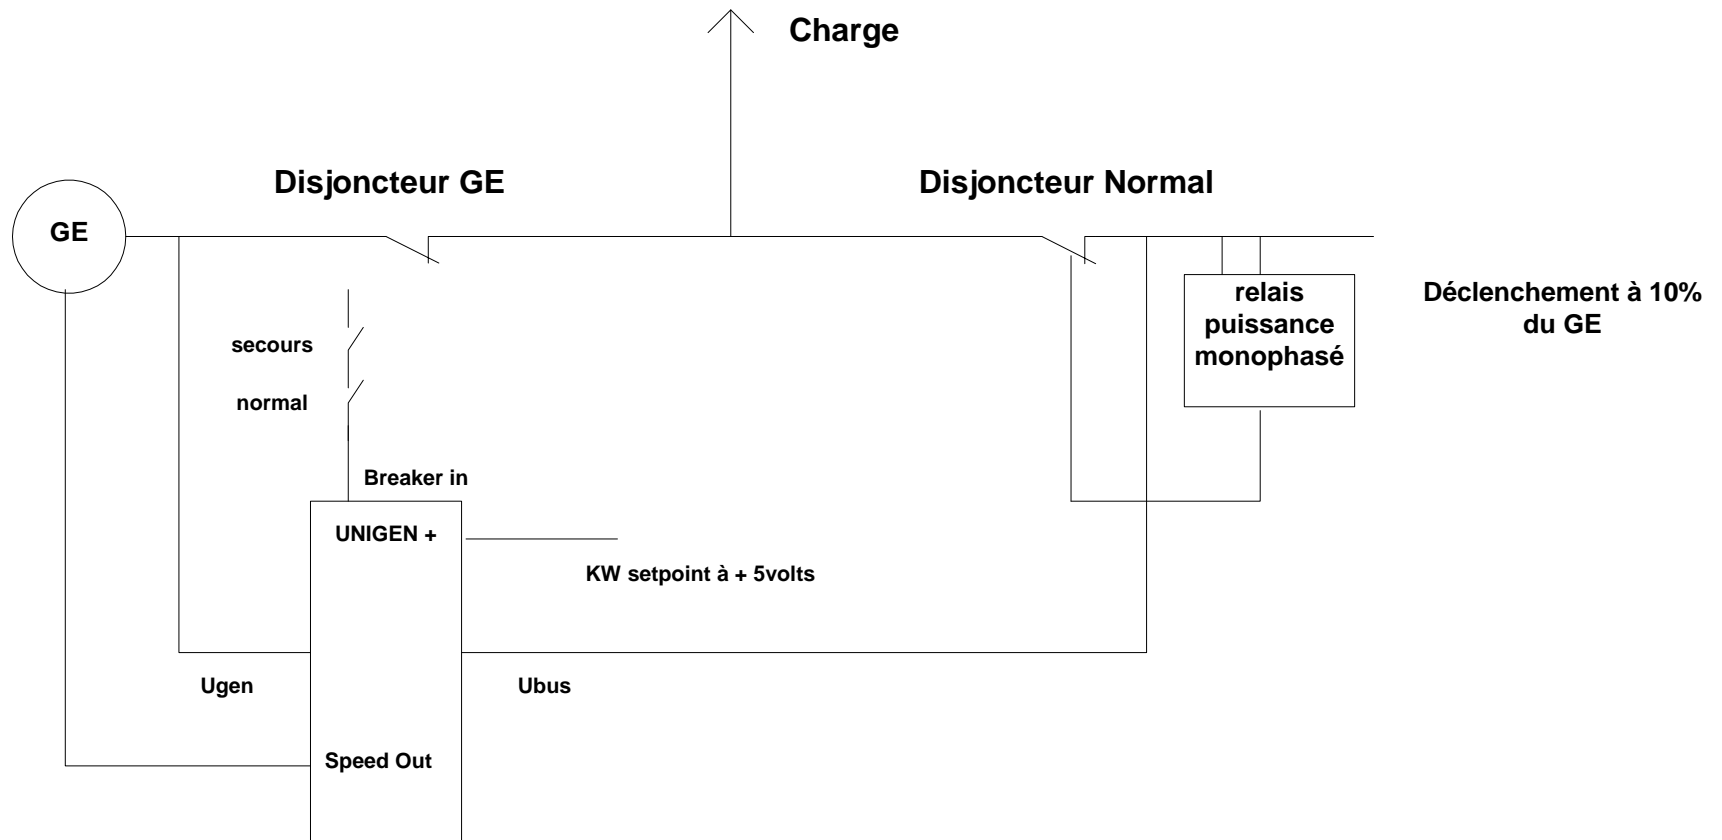 Charge
Disjoncteur GE
Disjoncteur Normal
GE
relais
puissance
monophasé
Déclenchement à 10%
du GE
secours
normal
Breaker in
UNIGEN +
KW setpoint à + 5volts
Ugen
Ubus
Speed Out